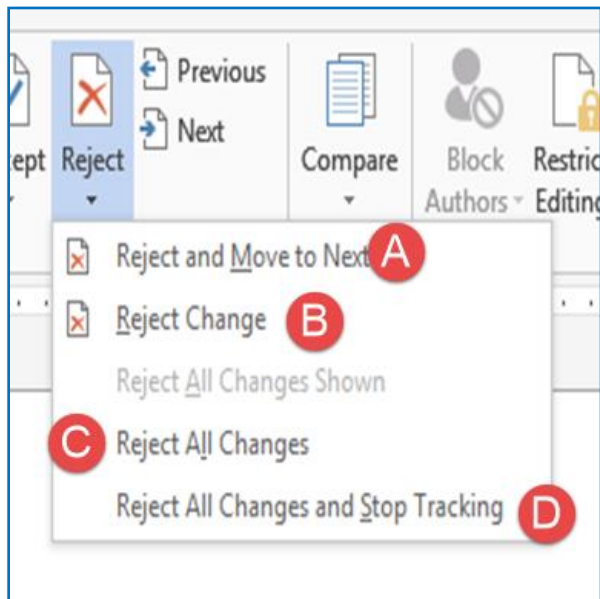 Previous
Next
ept Reject
Compare
Block Authors
Restric
Editing
Reject and Move to Next A
Reject Change B
Reject All Changes Shown
C Reject All Changes
Reject All Changes and Stop Tracking D